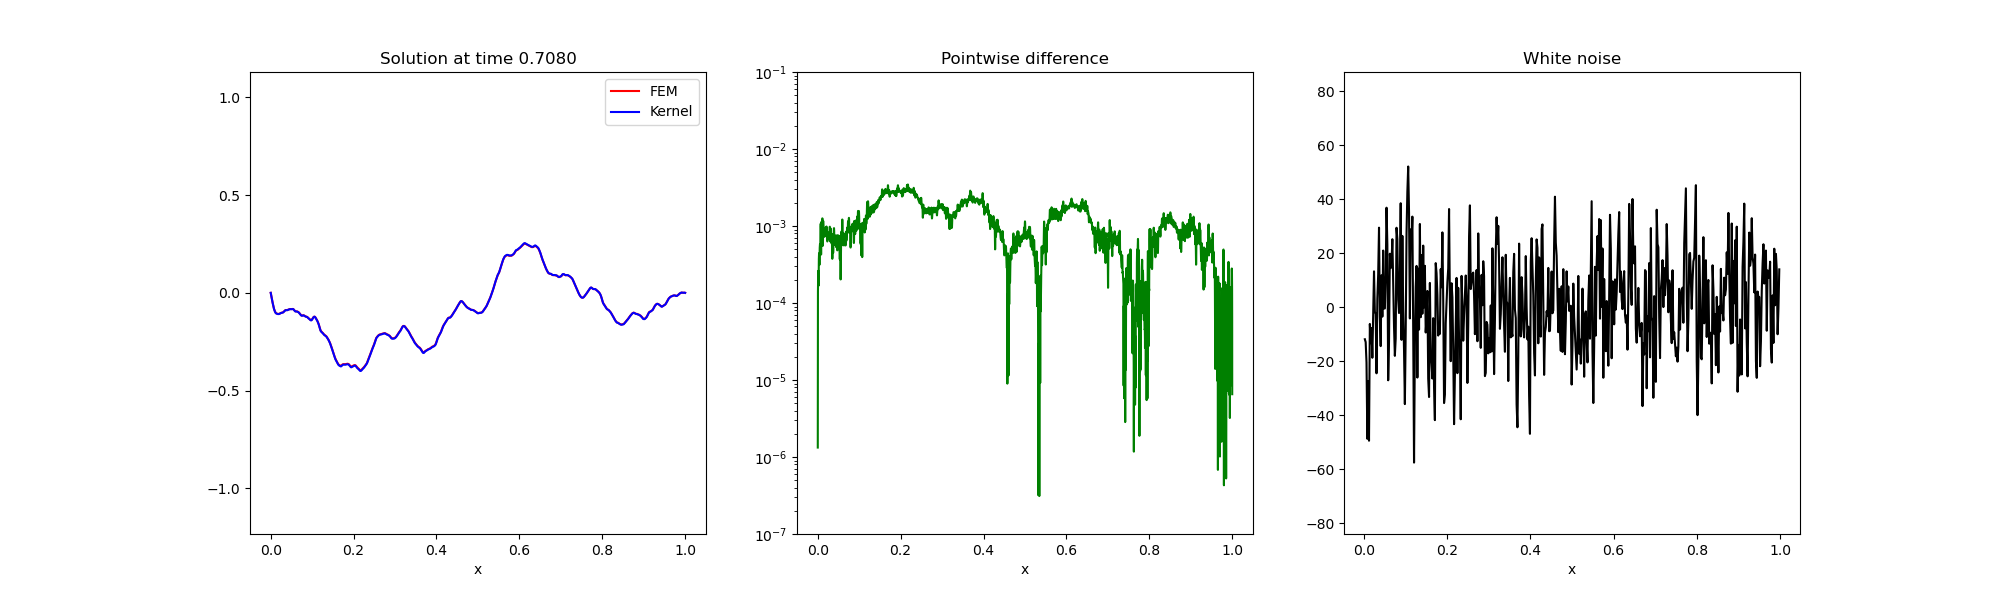 Solution at time 0.7080
1.0
0.5
0.0
−0.5
−1.0
0.0 0.2 0.4 0.6 0.8 1.0
x
FEM
Kernel
Pointwise difference
10⁻¹
10⁻²
10⁻³
10⁻⁴
10⁻⁵
10⁻⁶
10⁻⁷
0.0 0.2 0.4 0.6 0.8 1.0
x
White noise
80
60
40
20
0
−20
−40
−60
−80
0.0 0.2 0.4 0.6 0.8 1.0
x